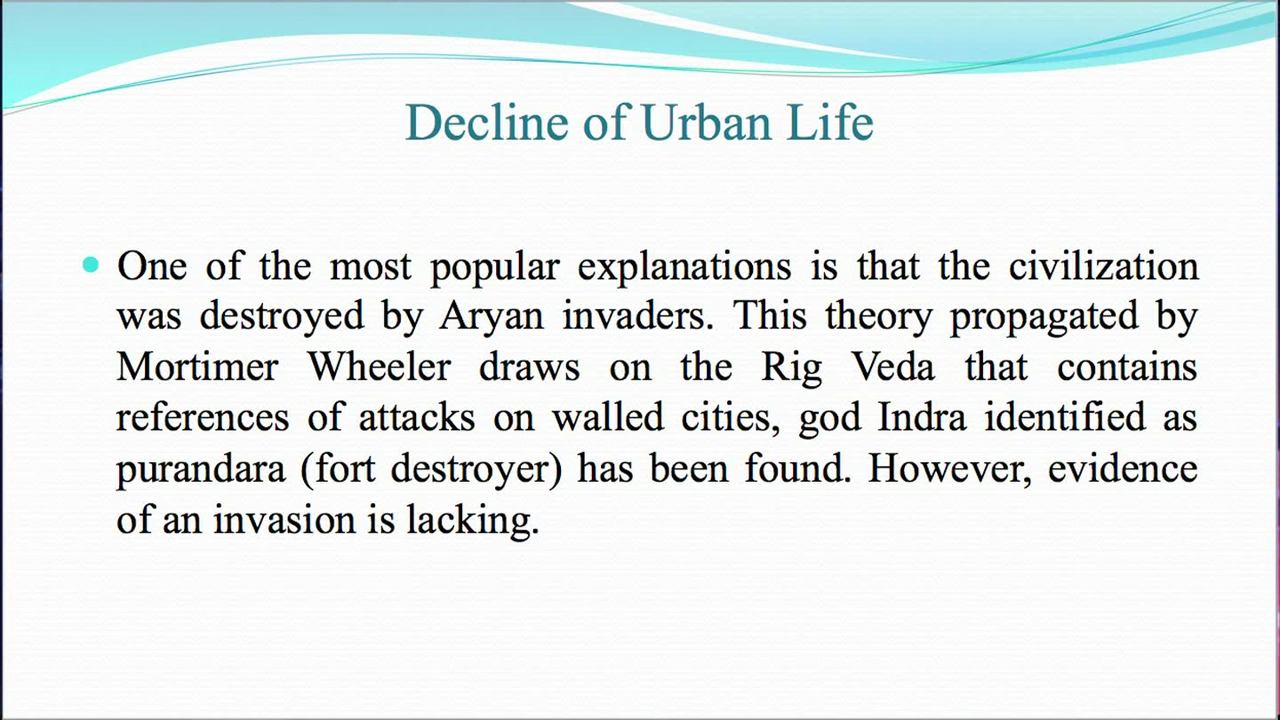 Decline of Urban Life
One of the most popular explanations is that the civilization
was destroyed by Aryan invaders. This theory propagated by
Mortimer Wheeler draws on the Rig Veda that contains
references of attacks on walled cities, god Indra identified as
purandara (fort destroyer) has been found. However, evidence
of an invasion is lacking.